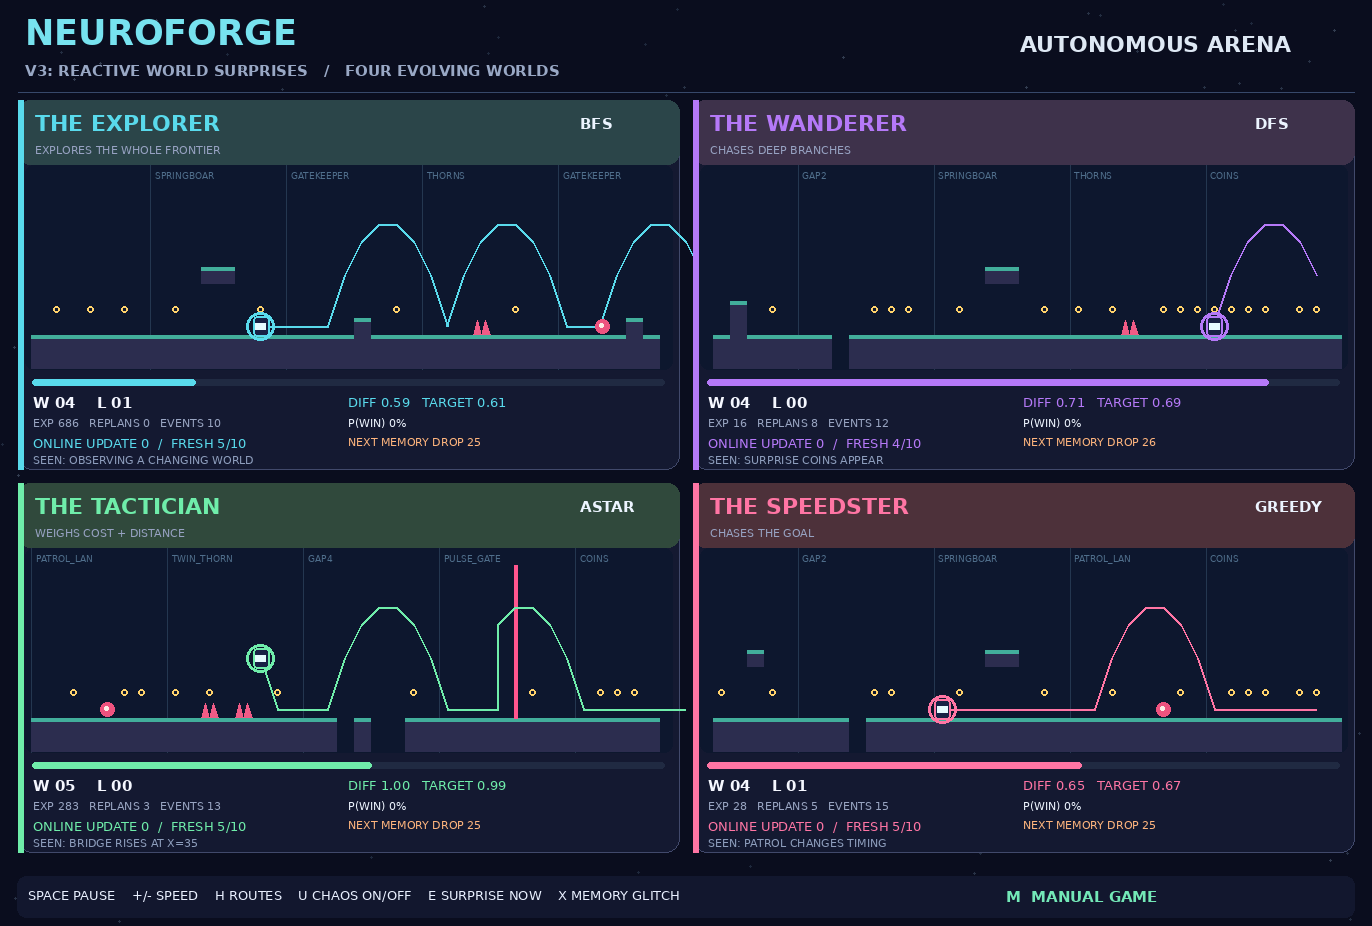 NEUROFORGE
AUTONOMOUS ARENA
V3: REACTIVE WORLD SURPRISES / FOUR EVOLVING WORLDS
THE EXPLORER BFS
EXPLORES THE WHOLE FRONTIER
SPRINGBOAR GATEKEEPER THORNS GATEKEEPER
W 04 L 01 DIFF 0.59 TARGET 0.61
EXP 686 REPLANS 0 EVENTS 10 P(WIN) 0%
ONLINE UPDATE 0 / FRESH 5/10 NEXT MEMORY DROP 25
SEEN: OBSERVING A CHANGING WORLD
THE WANDERER DFS
CHASES DEEP BRANCHES
GAP2 SPRINGBOAR THORNS COINS
W 04 L 00 DIFF 0.71 TARGET 0.69
EXP 16 REPLANS 8 EVENTS 12 P(WIN) 0%
ONLINE UPDATE 0 / FRESH 4/10 NEXT MEMORY DROP 26
SEEN: SURPRISE COINS APPEAR
THE TACTICIAN ASTAR
WEIGHS COST + DISTANCE
PATROL_LAN TWIN_THORN GAP4 PULSE_GATE COINS
W 05 L 00 DIFF 1.00 TARGET 0.99
EXP 283 REPLANS 3 EVENTS 13 P(WIN) 0%
ONLINE UPDATE 0 / FRESH 5/10 NEXT MEMORY DROP 25
SEEN: BRIDGE RISES AT X=35
THE SPEEDSTER GREEDY
CHASES THE GOAL
GAP2 SPRINGBOAR PATROL_LAN COINS
W 04 L 01 DIFF 0.65 TARGET 0.67
EXP 28 REPLANS 5 EVENTS 15 P(WIN) 0%
ONLINE UPDATE 0 / FRESH 5/10 NEXT MEMORY DROP 25
SEEN: PATROL CHANGES TIMING
SPACE PAUSE +/- SPEED H ROUTES U CHAOS ON/OFF E SURPRISE NOW X MEMORY GLITCH M MANUAL GAME